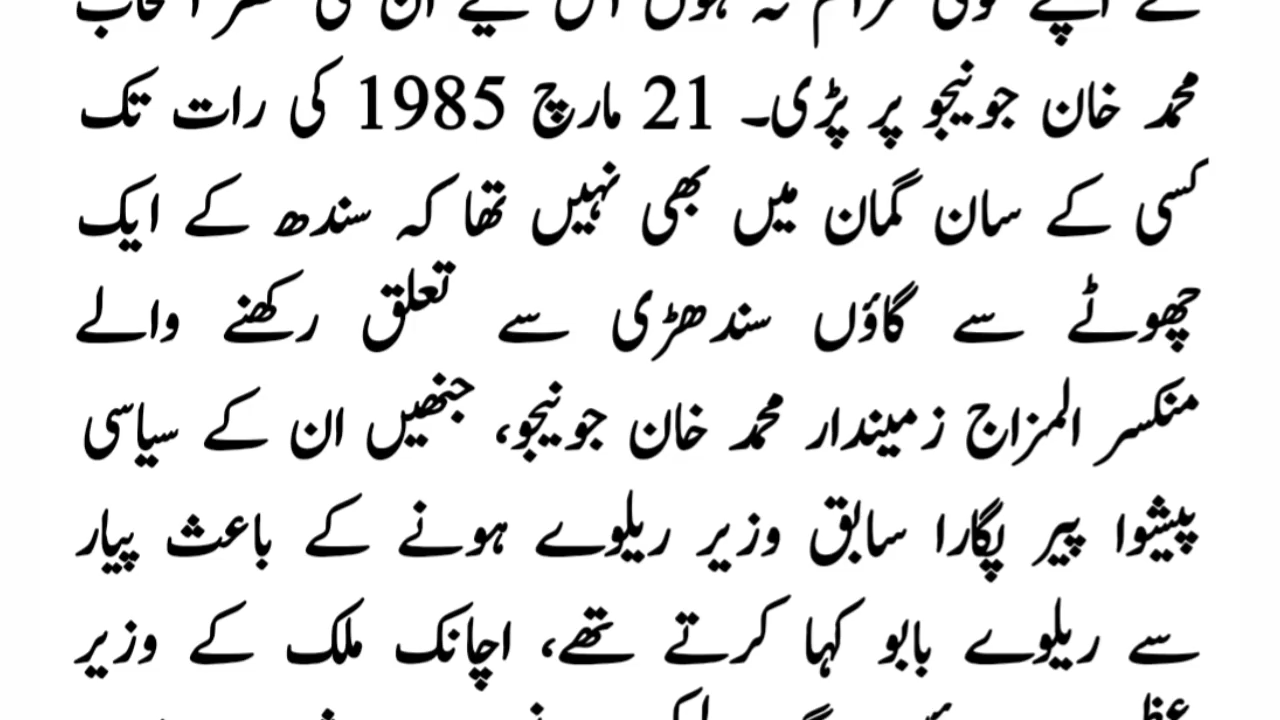 محمد خان جونیجو پر پڑی۔ 21 مارچ 1985 کی رات تک
کسی کے سان گمان میں بھی نہیں تھا کہ سندھ کے ایک
چھوٹے سے گاؤں سندھڑی سے تعلق رکھنے والے
منکسر المزاج زمیندار محمد خان جونیجو، جنھیں ان کے سیاسی
پیشوا پیر پگارا سابق وزیر ریلوے ہونے کے باعث پیار
سے ریلوے بابو کہا کرتے تھے، اچانک ملک کے وزیر